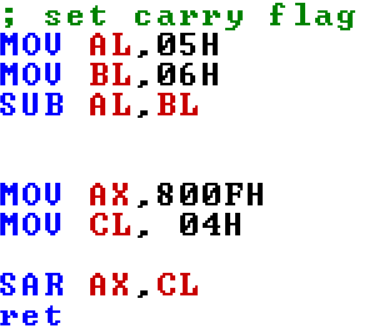 ; set carry flag
MOV AL,05H
MOV BL,06H
SUB AL,BL
MOV AX,800FH
MOV CL, 04H
SAR AX,CL
ret